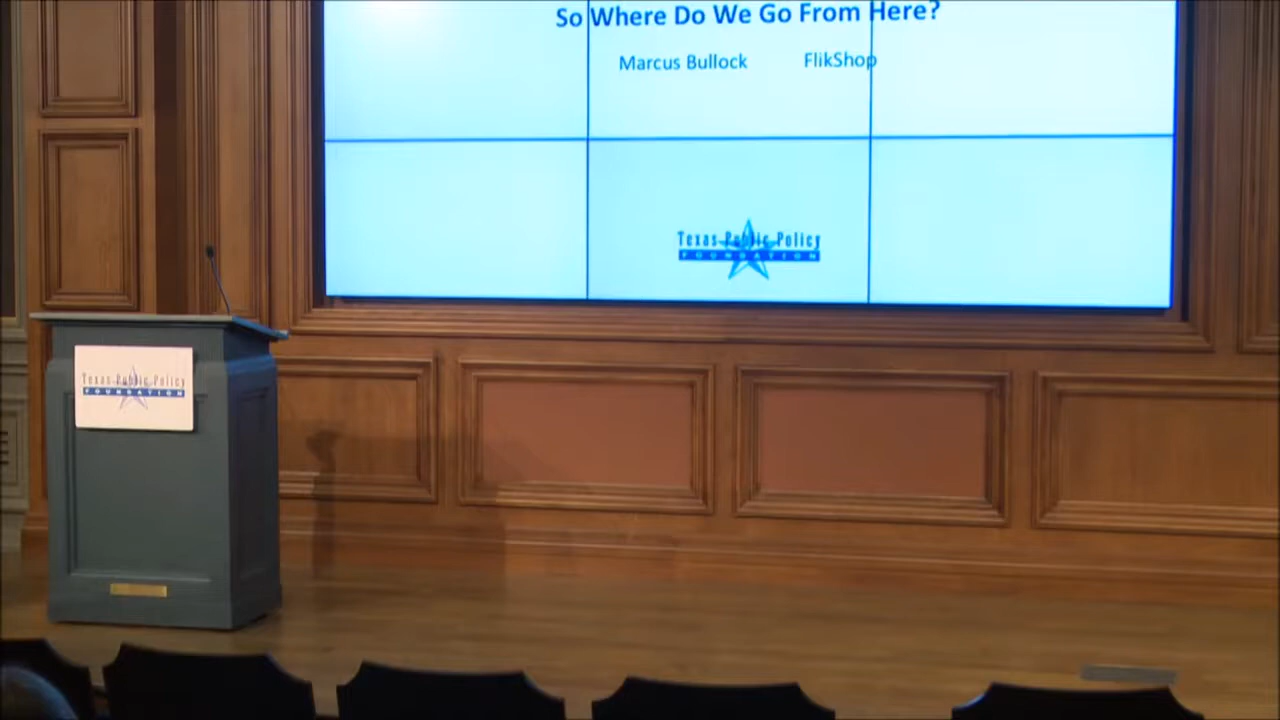 So Where Do We Go From Here?
Marcus Bullock FlikShop
Texas Public Policy
FOUNDATION
Texas Public Policy
FOUNDATION